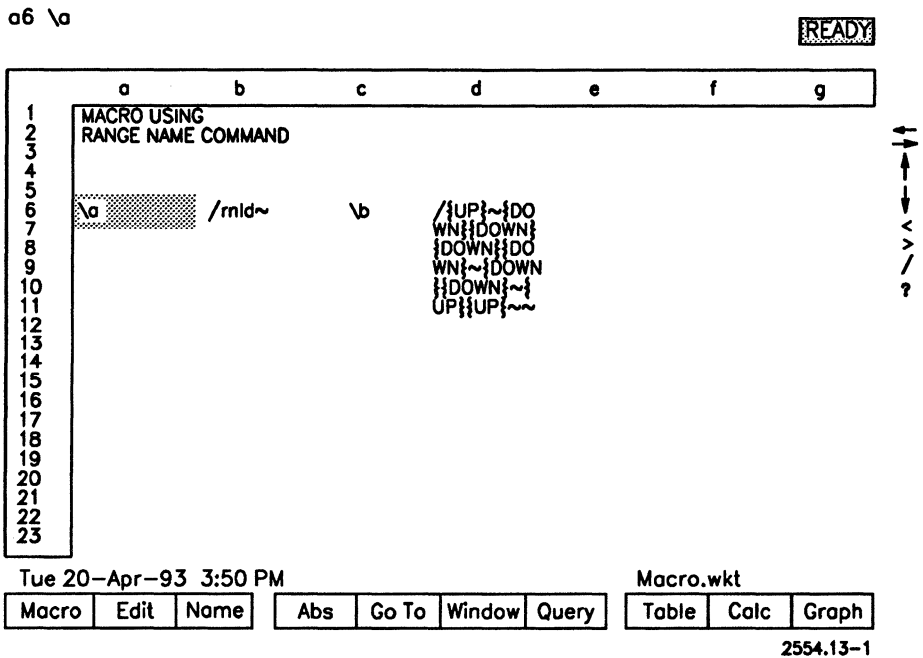 a6 \a
READY
a b c d e f g
1 MACRO USING
2 RANGE NAME COMMAND
3
4
5
6 \a /rnld~ \b /{UP}~{DO
7 WN}{DOWN}
8 {DOWN}{DO
9 WN}~{DOWN
10 }{DOWN}~{
11 UP}{UP}~~
12
13
14
15
16
17
18
19
20
21
22
23
<
>
/
?
Tue 20-Apr-93 3:50 PM Macro.wkt
Macro Edit Name Abs Go To Window Query Table Calc Graph
2554.13-1